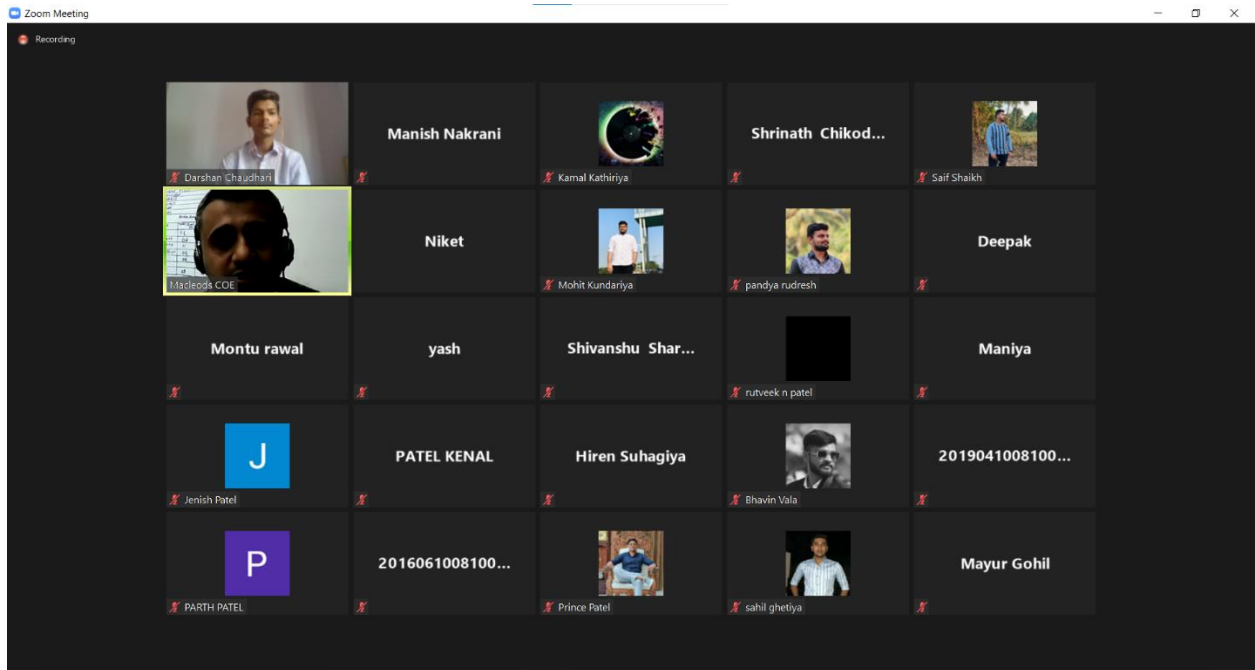 Zoom Meeting
Recording
Darshan Chaudhari
Manish Nakrani
Kamal Kathiriya
Shrinath Chikod...
Saif Shaikh
Macleods COE
Niket
Mohit Kundariya
pandya rudresh
Deepak
Montu rawal
yash
Shivanshu Shar...
rutveek n patel
Maniya
J
Jenish Patel
PATEL KENAL
Hiren Suhagiya
Bhavin Vala
2019041008100...
P
PARTH PATEL
2016061008100...
Prince Patel
sahil ghetiya
Mayur Gohil